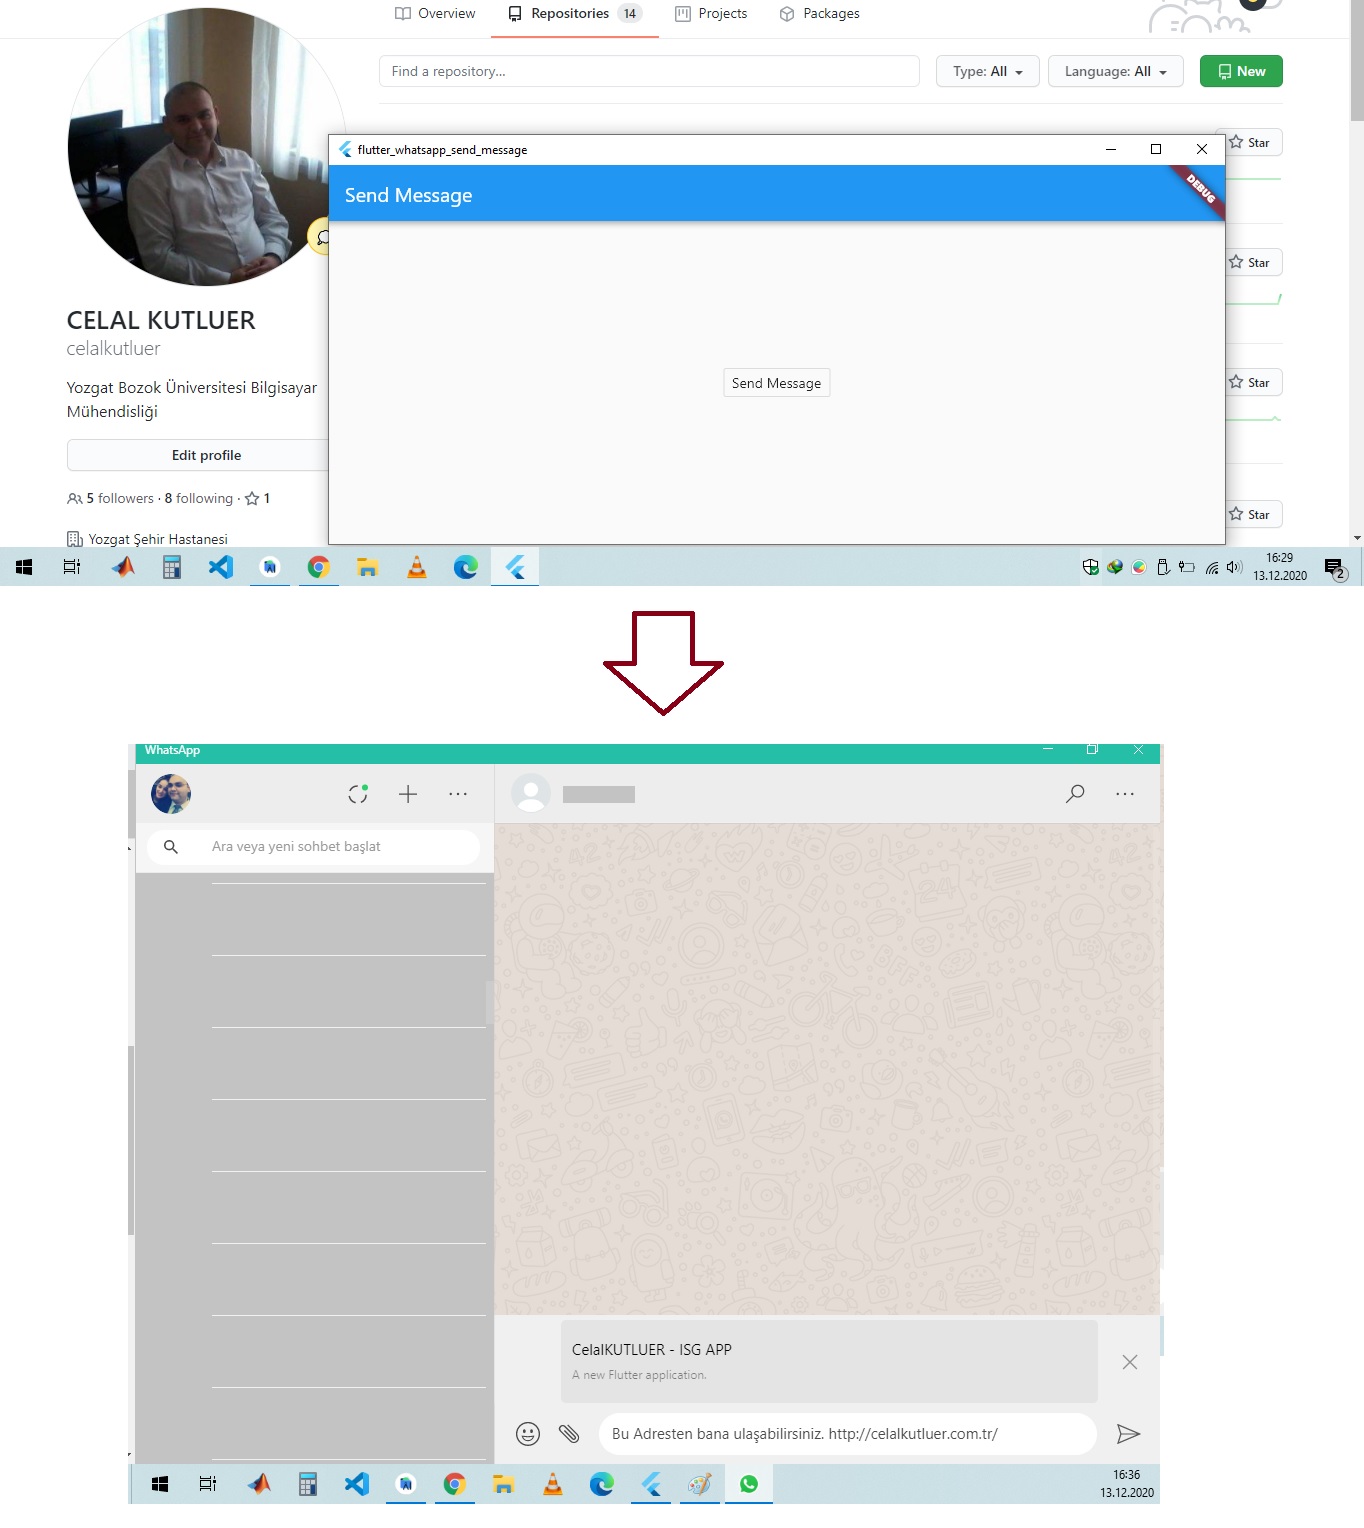 Overview
Repositories 14
Projects
Packages
Find a repository...
Type: All
Language: All
New
Star
flutter_whatsapp_send_message
Send Message
DEBUG
Star
Send Message
Star
Star
CELAL KUTLUER
celalkutluer
Yozgat Bozok Üniversitesi Bilgisayar
Mühendisliği
Edit profile
5 followers · 8 following · 1
Yozgat Şehir Hastanesi
16:29
13.12.2020
2
WhatsApp
Ara veya yeni sohbet başlat
CelalKUTLUER - ISG APP
A new Flutter application.
Bu Adresten bana ulaşabilirsiniz. http://celalkutluer.com.tr/
16:36
13.12.2020